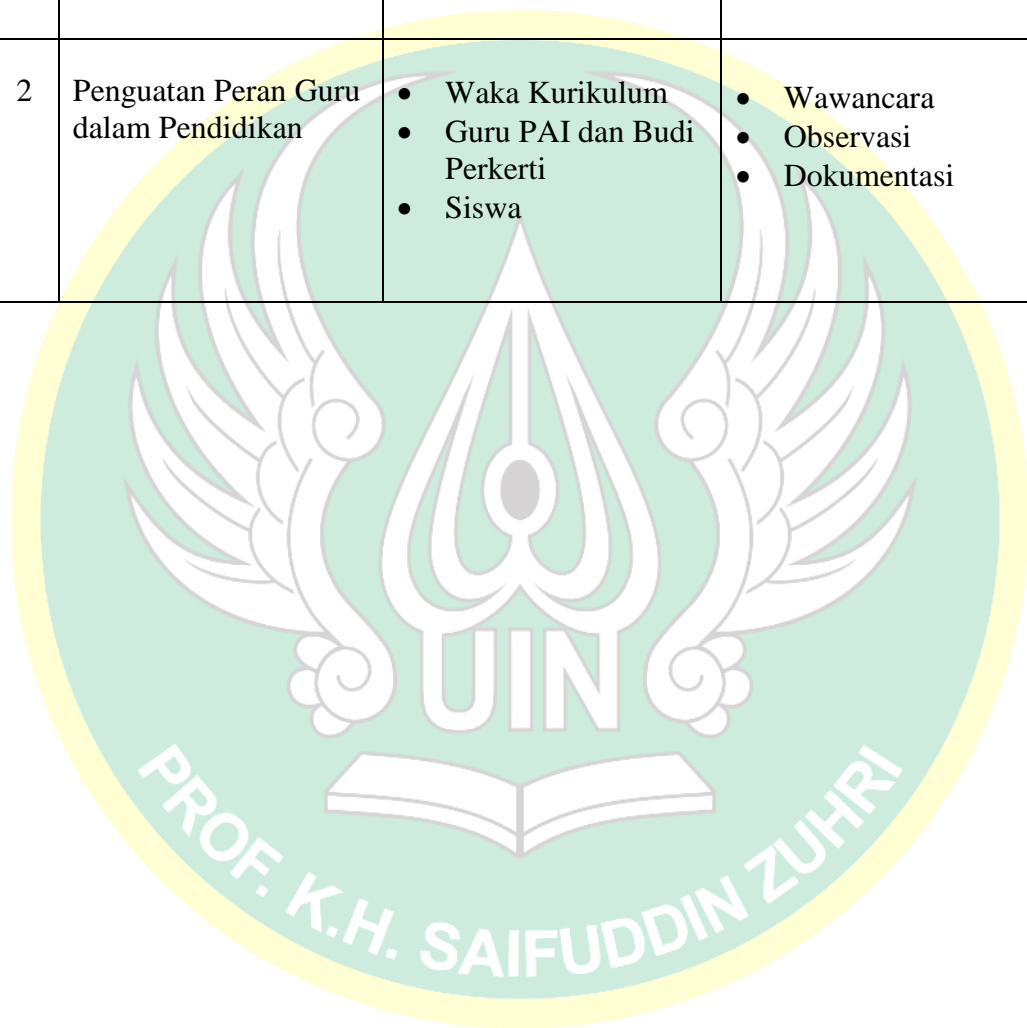 2
Penguatan Peran Guru
dalam Pendidikan
• Waka Kurikulum
• Guru PAI dan Budi
Perkerti
• Siswa
• Wawancara
• Observasi
• Dokumentasi
UIN
PROF. K.H. SAIFUDDIN ZUHRI